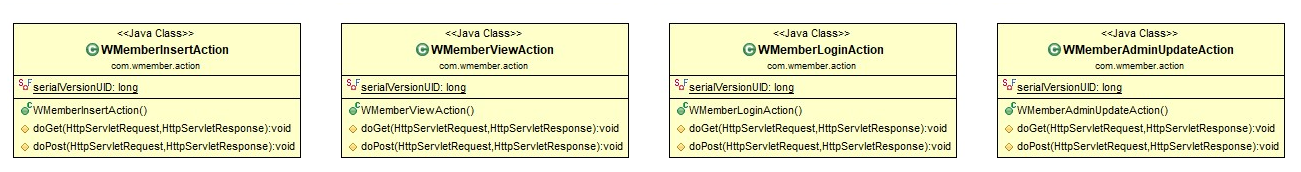 <<Java Class>>
WMemberInsertAction
com.wmember.action
serialVersionUID: long
WMemberInsertAction()
doGet(HttpServletRequest,HttpServletResponse):void
doPost(HttpServletRequest,HttpServletResponse):void
<<Java Class>>
WMemberViewAction
com.wmember.action
serialVersionUID: long
WMemberViewAction()
doGet(HttpServletRequest,HttpServletResponse):void
doPost(HttpServletRequest,HttpServletResponse):void
<<Java Class>>
WMemberLoginAction
com.wmember.action
serialVersionUID: long
WMemberLoginAction()
doGet(HttpServletRequest,HttpServletResponse):void
doPost(HttpServletRequest,HttpServletResponse):void
<<Java Class>>
WMemberAdminUpdateAction
com.wmember.action
serialVersionUID: long
WMemberAdminUpdateAction()
doGet(HttpServletRequest,HttpServletResponse):void
doPost(HttpServletRequest,HttpServletResponse):void